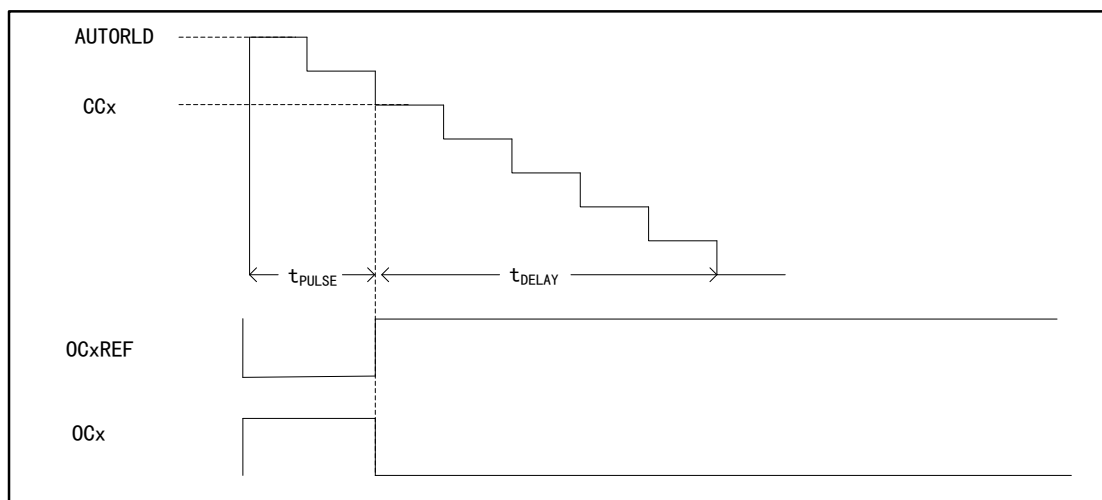 AUTORLD
CCx
tPULSE
tDELAY
OCxREF
OCx